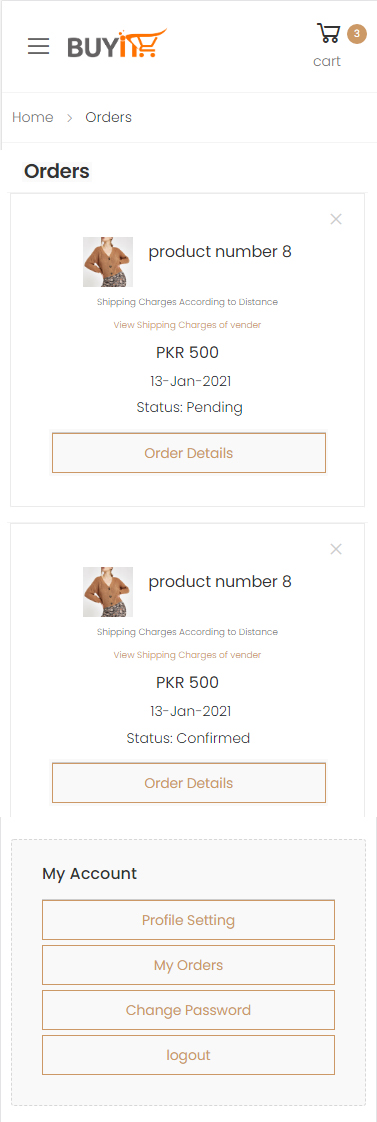 BUYIT
3
cart
Home > Orders
Orders
product number 8
Shipping Charges According to Distance
View Shipping Charges of vender
PKR 500
13-Jan-2021
Status: Pending
Order Details
product number 8
Shipping Charges According to Distance
View Shipping Charges of vender
PKR 500
13-Jan-2021
Status: Confirmed
Order Details
My Account
Profile Setting
My Orders
Change Password
logout